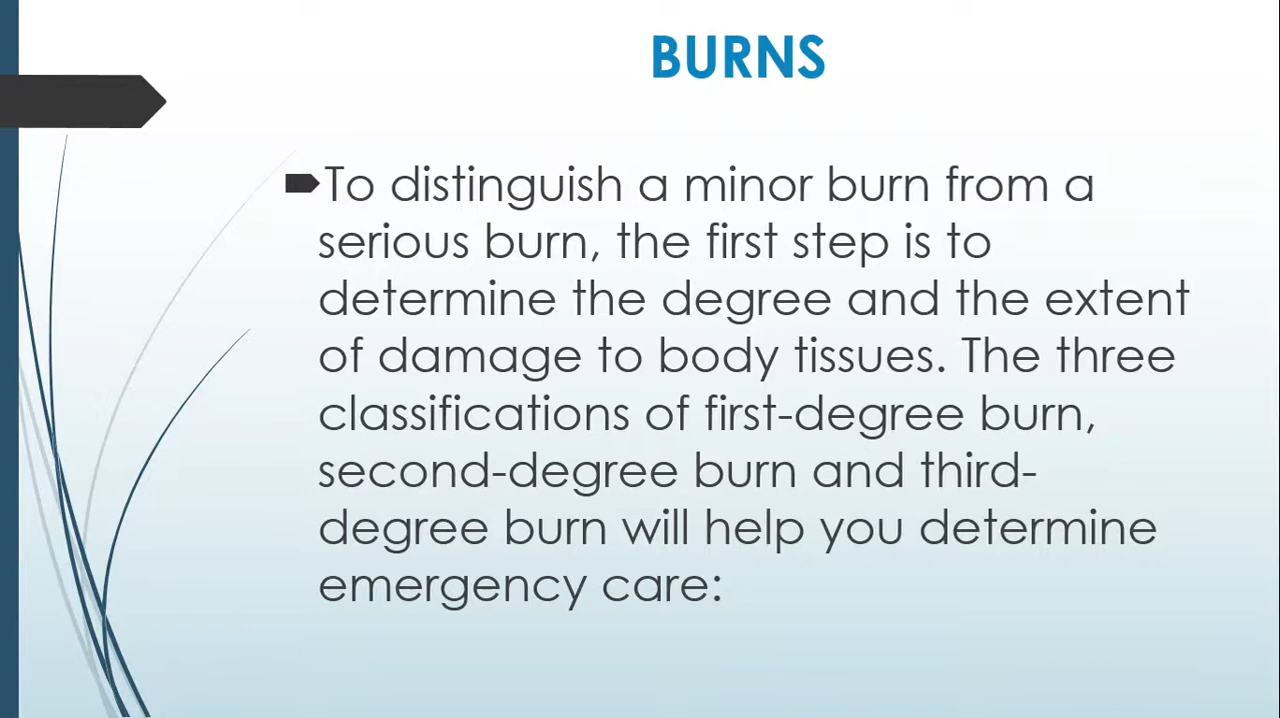 BURNS
To distinguish a minor burn from a
serious burn, the first step is to
determine the degree and the extent
of damage to body tissues. The three
classifications of first-degree burn,
second-degree burn and third-
degree burn will help you determine
emergency care: